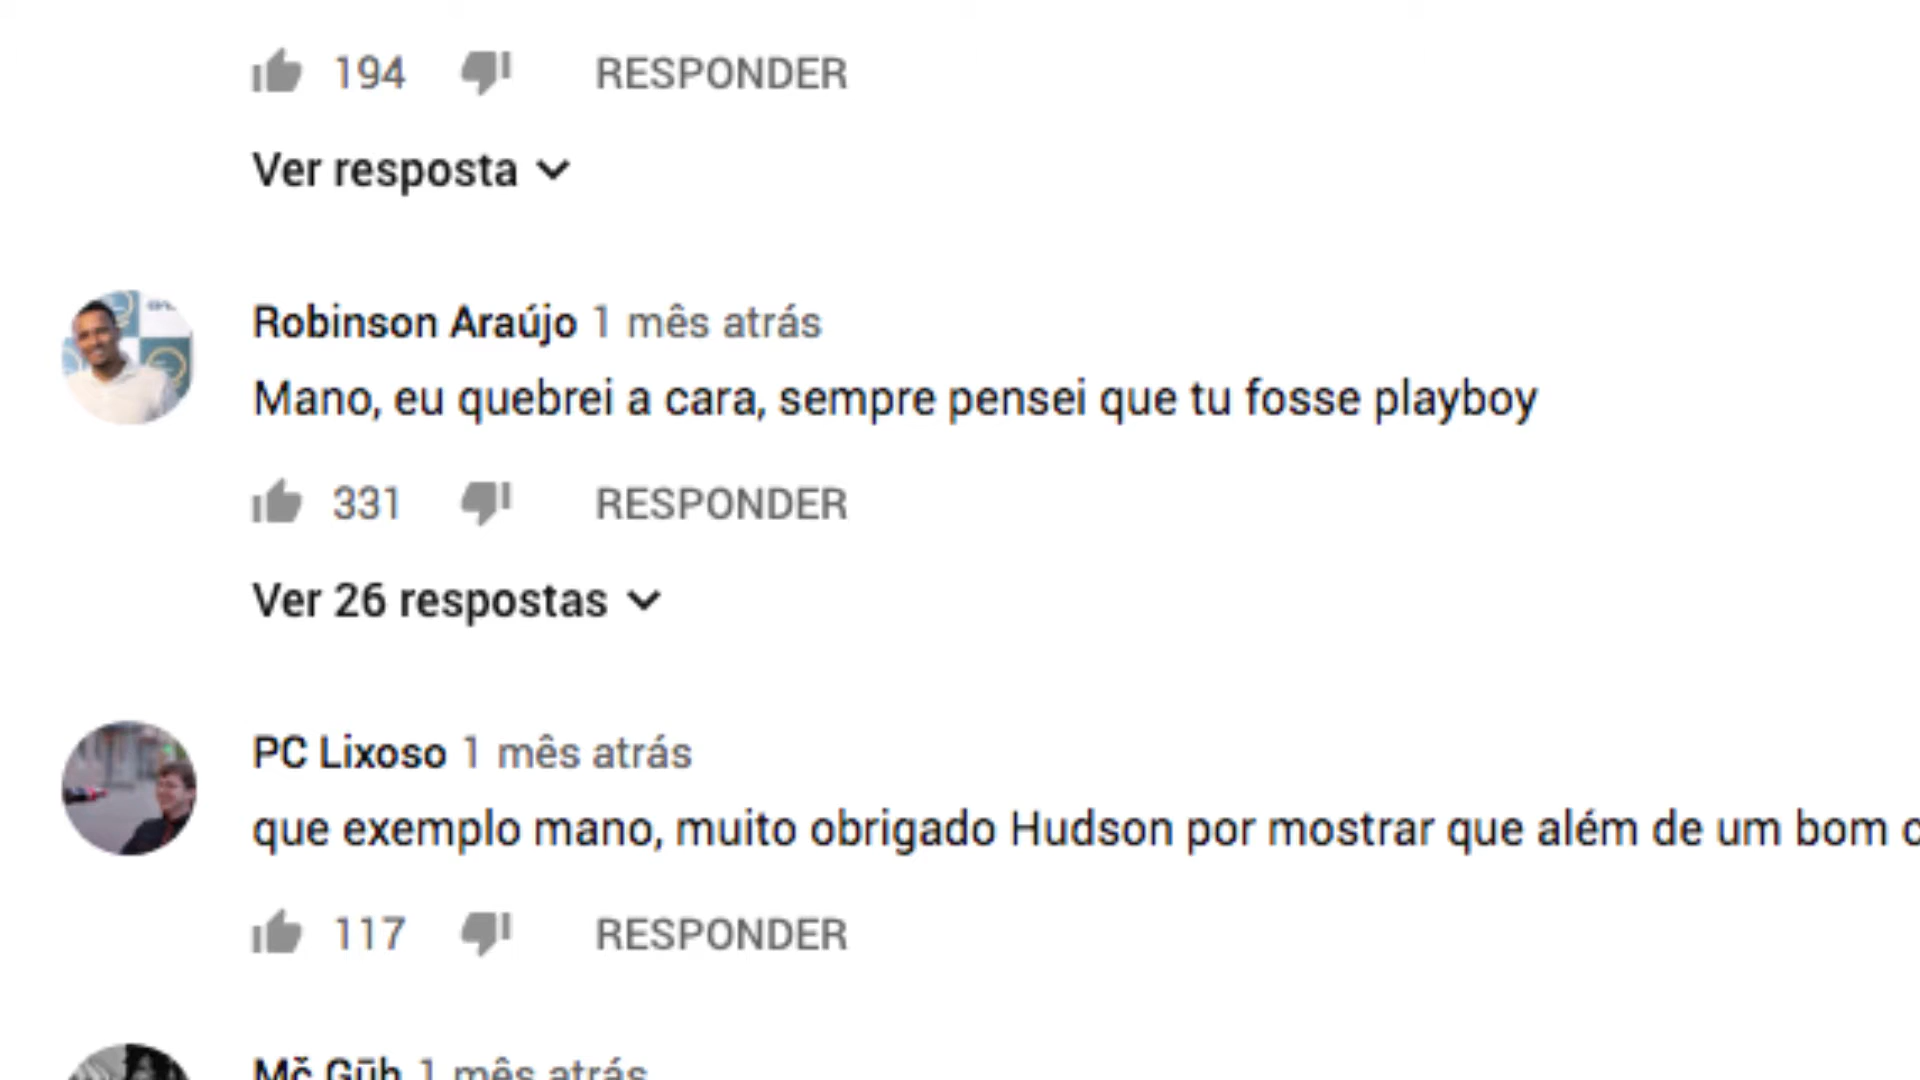 194 RESPONDER
Ver resposta
Robinson Araújo 1 mês atrás
Mano, eu quebrei a cara, sempre pensei que tu fosse playboy
331 RESPONDER
Ver 26 respostas
PC Lixoso 1 mês atrás
que exemplo mano, muito obrigado Hudson por mostrar que além de um bom
117 RESPONDER
Mč Gūh 1 mês atrás